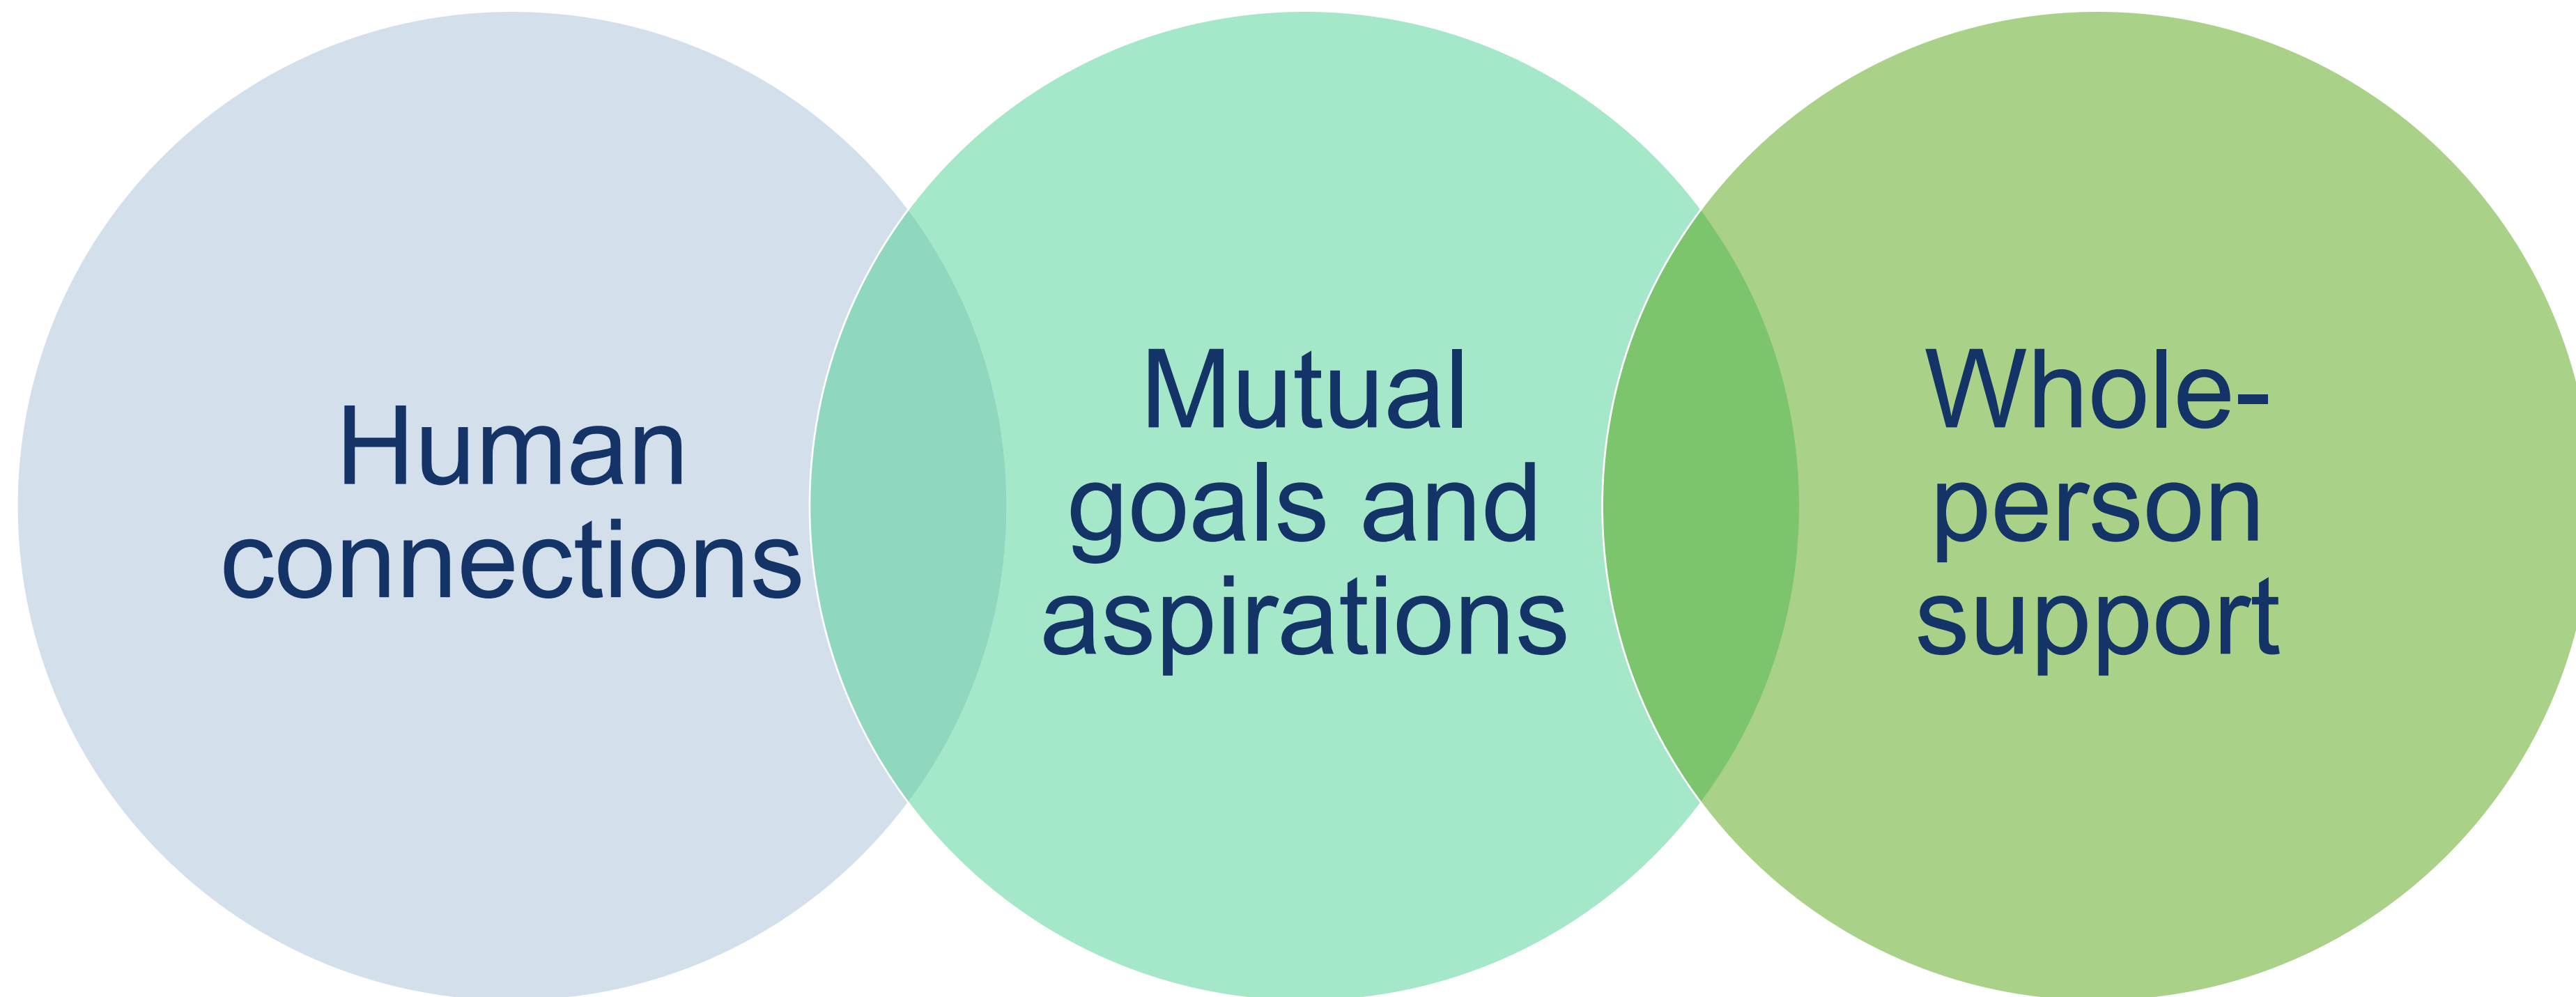 Human
connections
Mutual
goals and
aspirations
Whole-
person
support